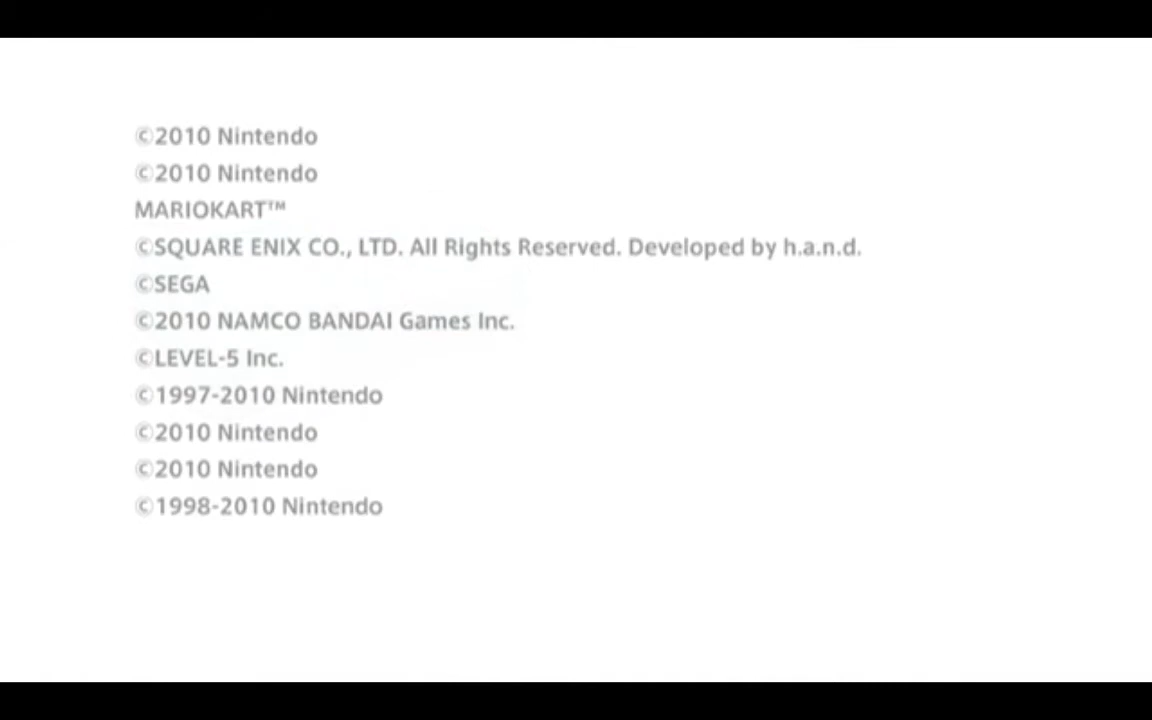 ©2010 Nintendo
©2010 Nintendo
MARIOKART™
©SQUARE ENIX CO., LTD. All Rights Reserved. Developed by h.a.n.d.
©SEGA
©2010 NAMCO BANDAI Games Inc.
©LEVEL-5 Inc.
©1997-2010 Nintendo
©2010 Nintendo
©2010 Nintendo
©1998-2010 Nintendo